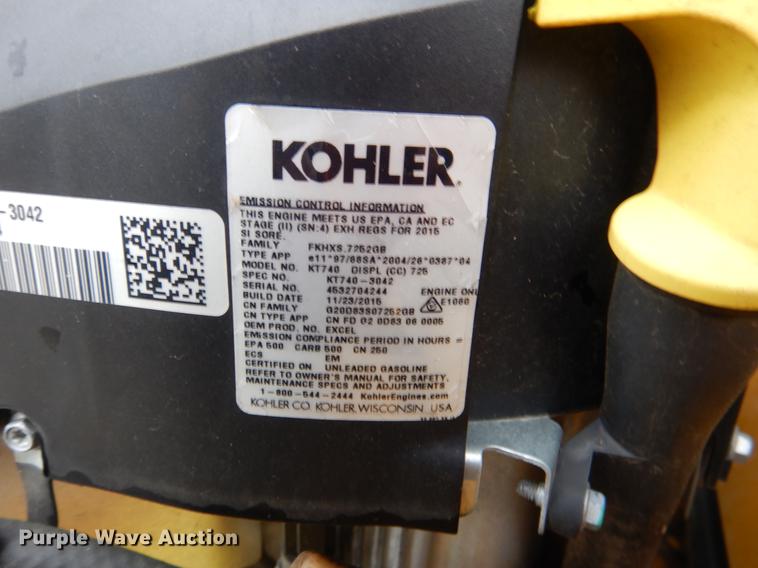 KOHLER
EMISSION CONTROL INFORMATION
THIS ENGINE MEETS US EPA, CA AND EC
STAGE (II) (SN:4) EXH REGS FOR 2015
SI SORE.
FAMILY FKHXS.7252GB
TYPE APP e11*97/68SA*2004/26*0387*04
MODEL NO. KT740 DISPL (CC) 725
SPEC NO. KT740-3042
SERIAL NO. 4532704244 ENGINE ONL
BUILD DATE 11/23/2015 E1060
CN FAMILY G20D83S07252GB
CN TYPE APP CN FD G2 0D83 06 0005
OEM PROD. NO. EXCEL
EMISSION COMPLIANCE PERIOD IN HOURS =
EPA 500 CARB 500 CN 250
ECS EM
CERTIFIED ON UNLEADED GASOLINE
REFER TO OWNER'S MANUAL FOR SAFETY,
MAINTENANCE SPECS AND ADJUSTMENTS
1-800-544-2444 KohlerEngines.com
KOHLER CO. KOHLER, WISCONSIN USA
-3042
Purple Wave Auction